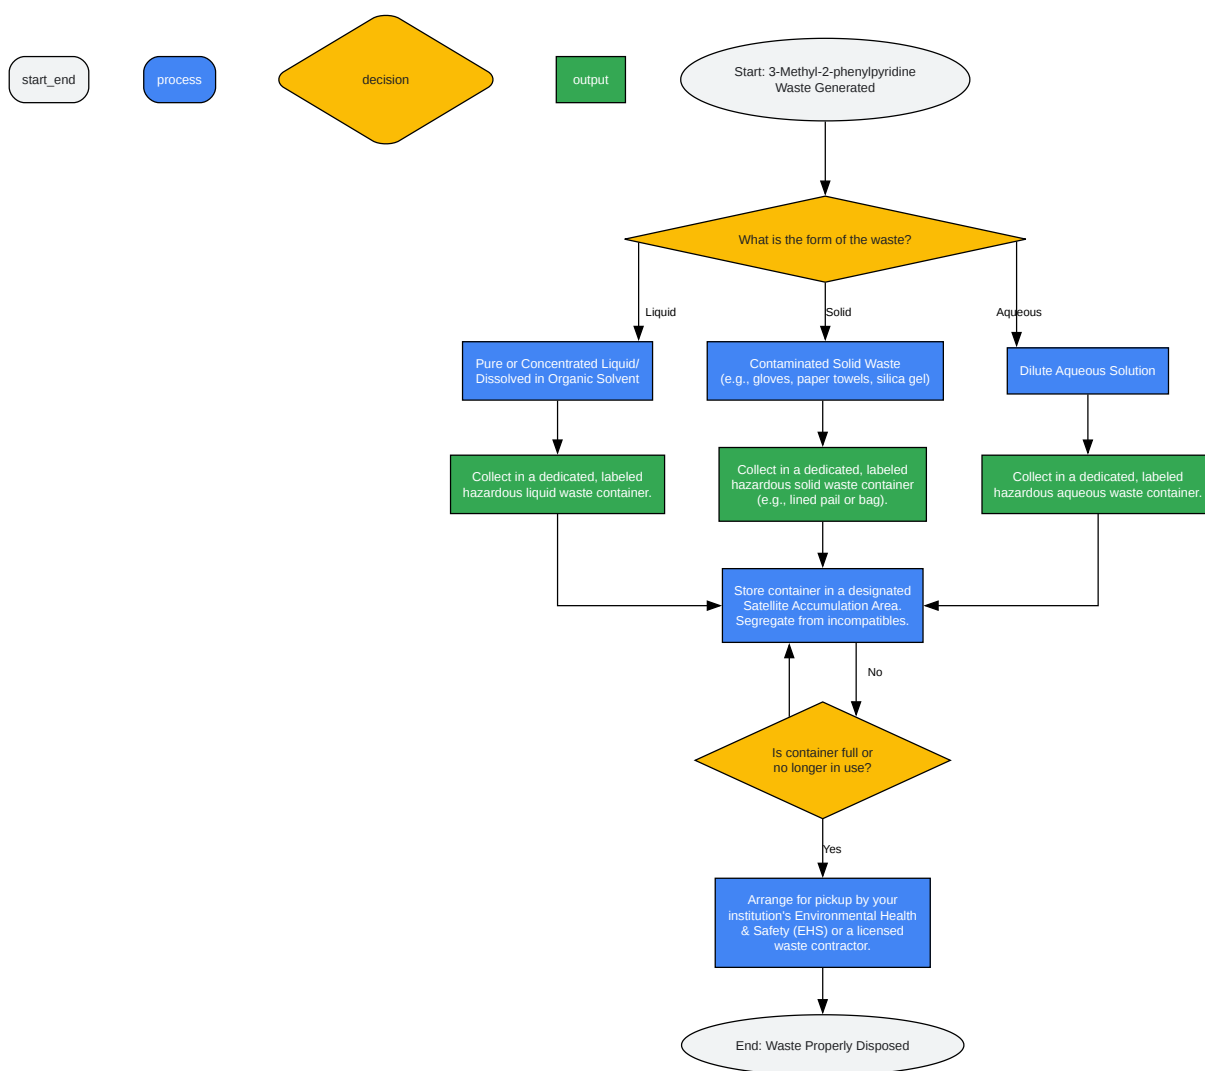 start_end
process
decision
output
Start: 3-Methyl-2-phenylpyridine
Waste Generated
What is the form of the waste?
Liquid
Solid
Aqueous
Pure or Concentrated Liquid/
Dissolved in Organic Solvent
Contaminated Solid Waste
(e.g., gloves, paper towels, silica gel)
Dilute Aqueous Solution
Collect in a dedicated, labeled
hazardous liquid waste container.
Collect in a dedicated, labeled
hazardous solid waste container
(e.g., lined pail or bag).
Collect in a dedicated, labeled
hazardous aqueous waste container.
Store container in a designated
Satellite Accumulation Area.
Segregate from incompatibles.
No
Is container full or
no longer in use?
Yes
Arrange for pickup by your
institution's Environmental Health
& Safety (EHS) or a licensed
waste contractor.
End: Waste Properly Disposed